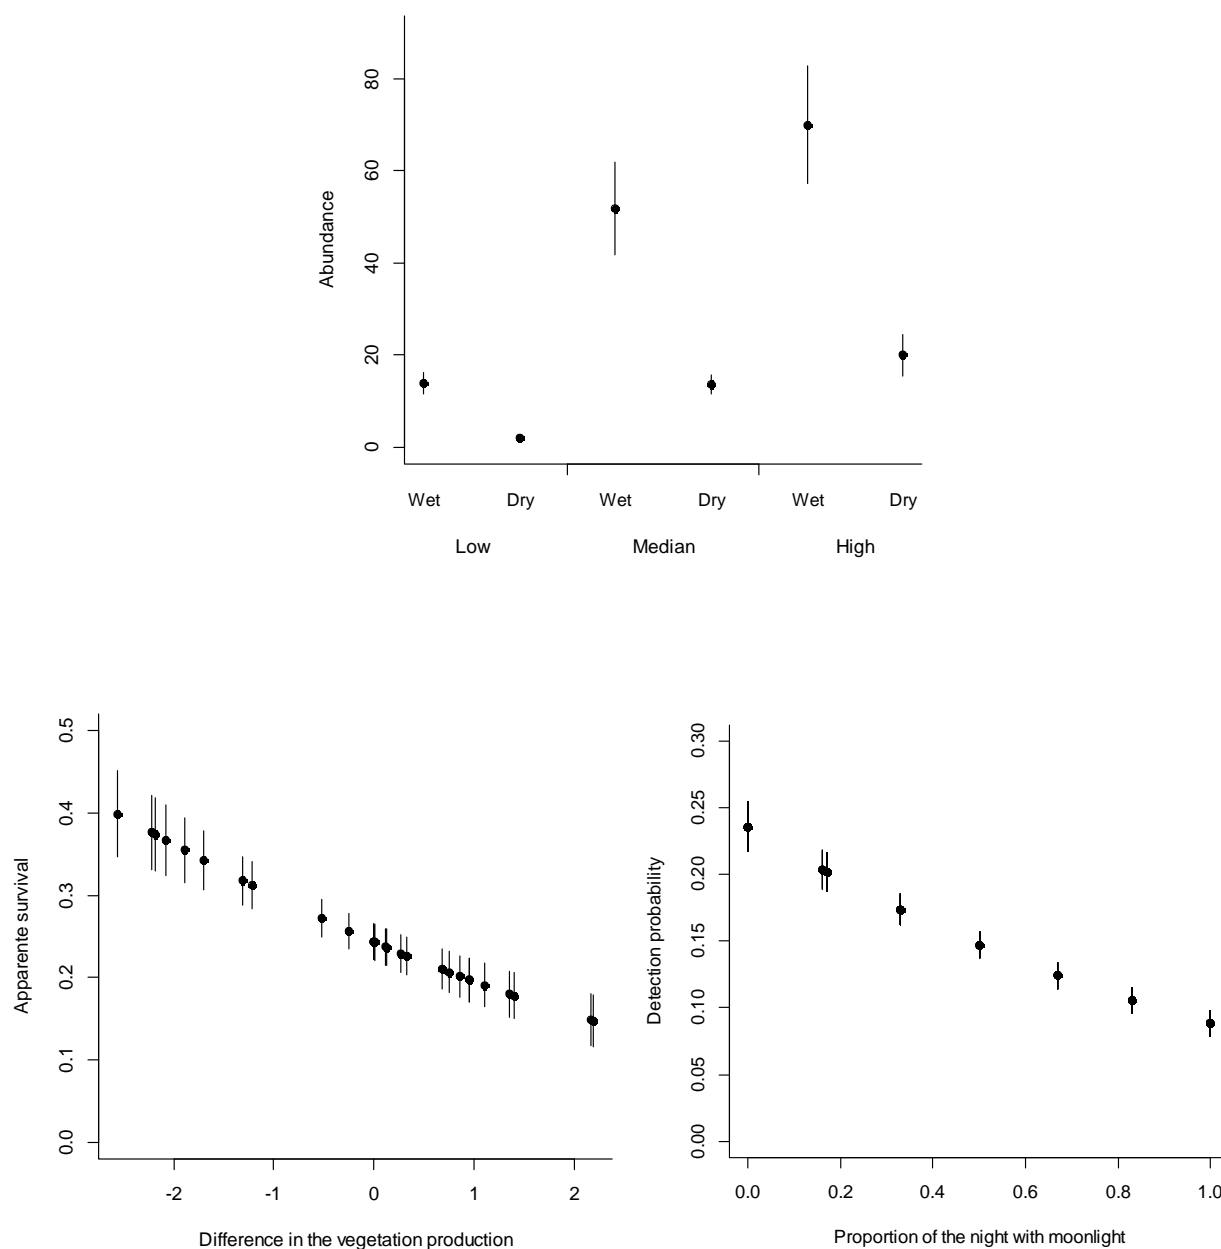 Abundance
80
60
40
20
0
Wet Dry Wet Dry Wet Dry
Low Median High
Apparente survival
0.5
0.4
0.3
0.2
0.1
0.0
-2 -1 0 1 2
Difference in the vegetation production
Detection probability
0.30
0.25
0.20
0.15
0.10
0.05
0.00
0.0 0.2 0.4 0.6 0.8 1.0
Proportion of the night with moonlight